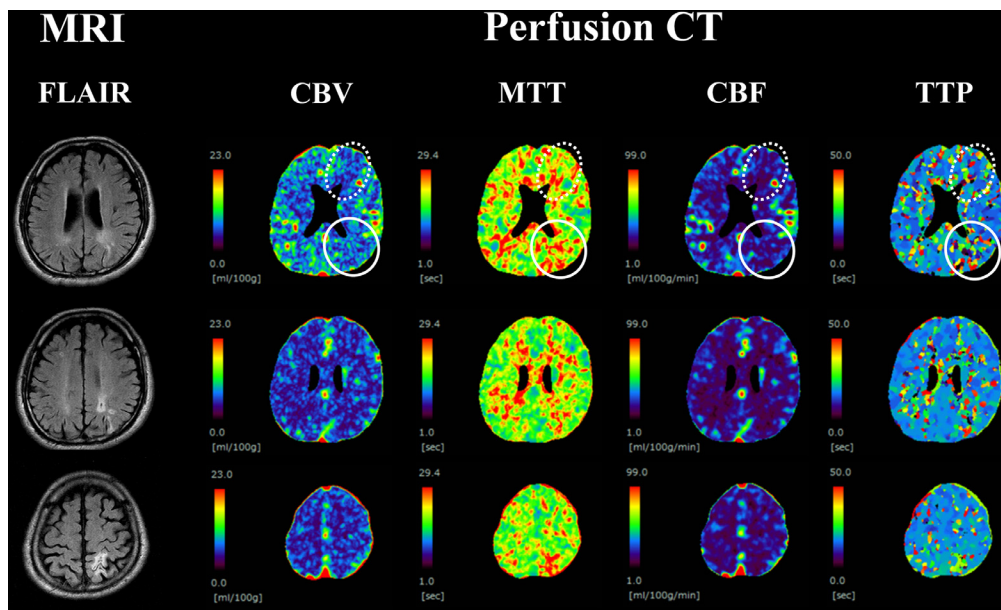 MRI
Perfusion CT
FLAIR
CBV
MTT
CBF
TTP
23.0
29.4
99.0
50.0
0.0
1.0
1.0
0.0
[ml/100g]
[sec]
[ml/100g/min]
[sec]
23.0
29.4
99.0
50.0
0.0
1.0
1.0
0.0
[ml/100g]
[sec]
[ml/100g/min]
[sec]
23.0
29.4
99.0
50.0
0.0
1.0
1.0
0.0
[ml/100g]
[sec]
[ml/100g/min]
[sec]